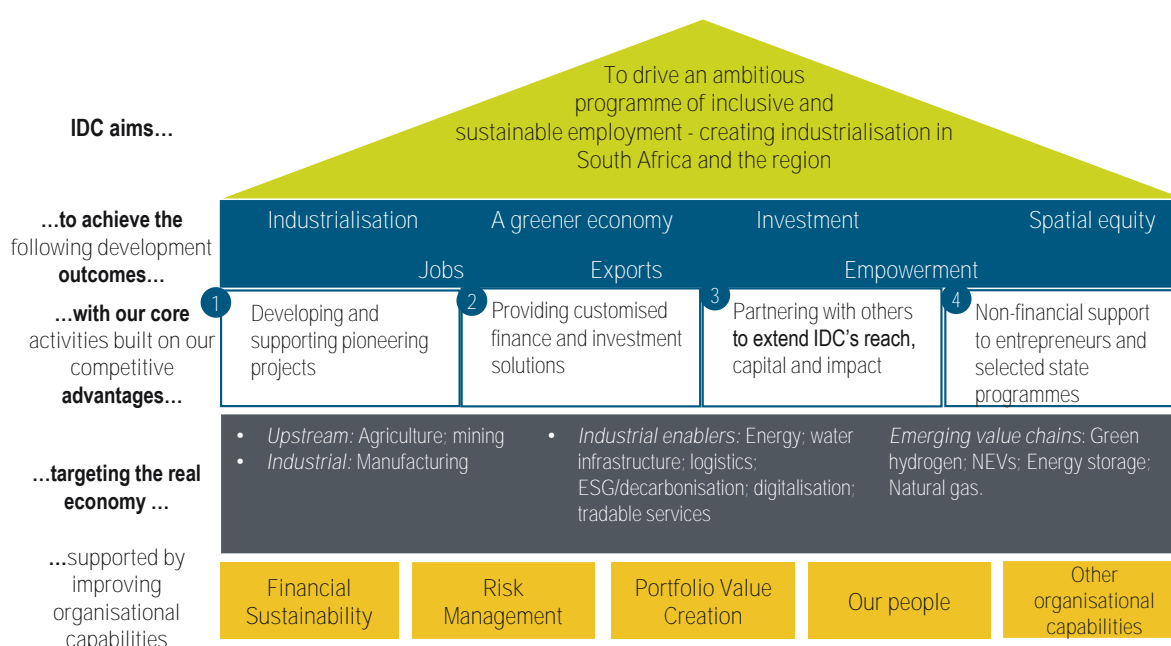 To drive an ambitious
programme of inclusive and
sustainable employment - creating industrialisation in
South Africa and the region
IDC aims…
…to achieve the
following development
outcomes…
Industrialisation
A greener economy
Investment
Spatial equity
Jobs
Exports
Empowerment
…with our core
activities built on our
competitive
advantages…
1
Developing and
supporting pioneering
projects
2
Providing customised
finance and investment
solutions
3
Partnering with others
to extend IDC's reach,
capital and impact
4
Non-financial support
to entrepreneurs and
selected state
programmes
…targeting the real
economy …
• Upstream: Agriculture; mining
• Industrial: Manufacturing
• Industrial enablers: Energy; water
infrastructure; logistics;
ESG/decarbonisation; digitalisation;
tradable services
Emerging value chains: Green
hydrogen; NEVs; Energy storage;
Natural gas.
…supported by
improving
organisational
capabilities
Financial
Sustainability
Risk
Management
Portfolio Value
Creation
Our people
Other
organisational
capabilities